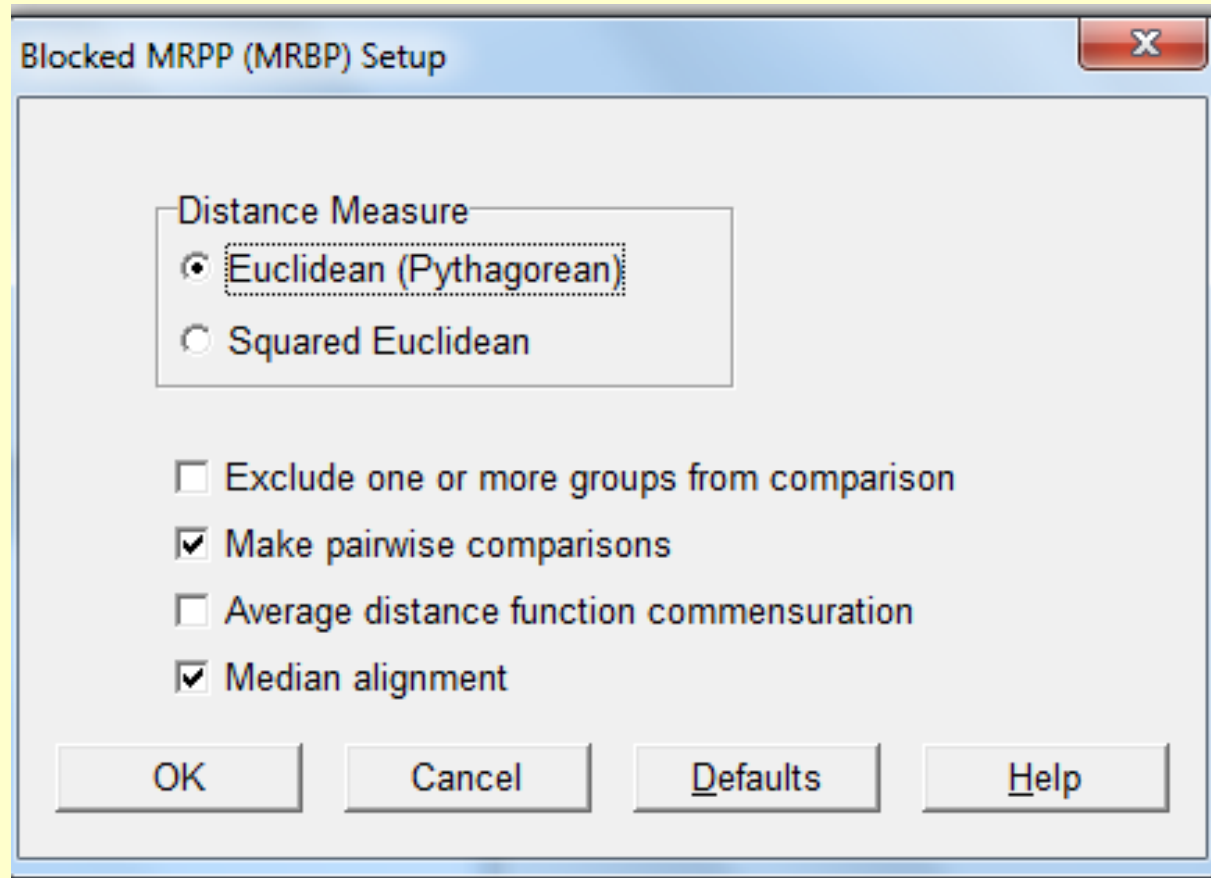 Blocked MRPP (MRBP) Setup
Distance Measure
Euclidean (Pythagorean)
Squared Euclidean
Exclude one or more groups from comparison
Make pairwise comparisons
Average distance function commensuration
Median alignment
OK Cancel Defaults Help